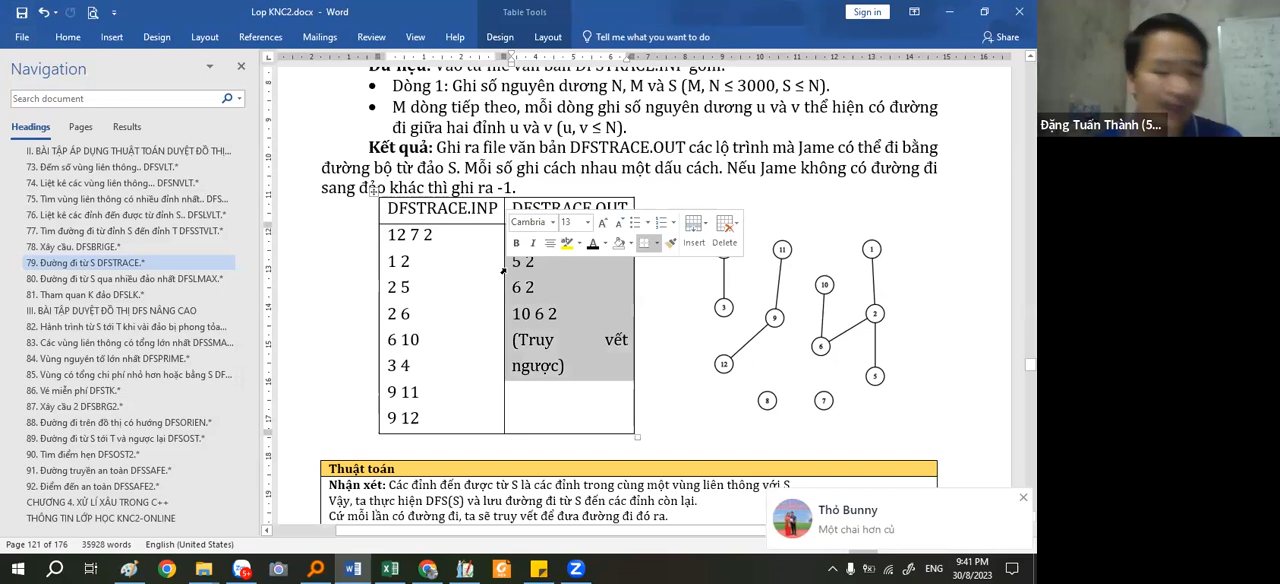 Lop KNC2.docx - Word
Table Tools
Sign in
File Home Insert Design Layout References Mailings Review View Help Design Layout Tell me what you want to do Share
Navigation
Search document
Headings Pages Results
II. BÀI TẬP ÁP DỤNG THUẬT TOÁN DUYỆT ĐỒ THỊ...
73. Đếm số vùng liên thông.. DFSVLT.*
74. Liệt kê các vùng liên thông... DFSNVLT.*
75. Tìm vùng liên thông có nhiều đỉnh nhất.. DFS...
76. Liệt kê các đỉnh đến được từ đỉnh S.. DFSLVLT.*
77. Tìm đường đi từ đỉnh S đến đỉnh T DFSSTVLT.*
78. Xây cầu. DFSBRIGE.*
79. Đường đi từ S DFSTRACE.*
80. Đường đi từ S qua nhiều đảo nhất DFSLMAX.*
81. Tham quan K đảo DFSLK.*
III. BÀI TẬP DUYỆT ĐỒ THỊ DFS NÂNG CAO
82. Hành trình từ S tới T khi vài đảo bị phong tỏa...
83. Các vùng liên thông có tổng lớn nhất DFSSMA...
84. Vùng nguyên tố lớn nhất DFSPRIME.*
85. Vùng có tổng chi phí nhỏ hơn hoặc bằng S DF...
86. Vé miễn phí DFSTK.*
87. Xây cầu 2 DFSBRG2.*
88. Đường đi trên đồ thị có hướng DFSORIEN.*
89. Đường đi từ S tới T và ngược lại DFSOST.*
90. Tìm điểm hẹn DFSOST2.*
91. Đường truyền an toàn DFSSAFE.*
92. Điểm đến an toàn DFSSAFE2.*
CHƯƠNG 4. XỬ LÍ XÂU TRONG C++
THÔNG TIN LỚP HỌC KNC2-ONLINE
Dữ liệu: Vào từ file văn bản DFSTRACE.INP gồm:
• Dòng 1: Ghi số nguyên dương N, M và S (M, N ≤ 3000, S ≤ N).
• M dòng tiếp theo, mỗi dòng ghi số nguyên dương u và v thể hiện có đường
đi giữa hai đỉnh u và v (u, v ≤ N).
Kết quả: Ghi ra file văn bản DFSTRACE.OUT các lộ trình mà Jame có thể đi bằng
đường bộ từ đảo S. Mỗi số ghi cách nhau một dấu cách. Nếu Jame không có đường đi
sang đảo khác thì ghi ra -1.
DFSTRACE.INP DFSTRACE.OUT
Cambria 13
Insert Delete
12 7 2
1 2
2 5
2 6
6 10
3 4
9 11
9 12
5 2
6 2
10 6 2
(Truy vết
ngược)
11 1
10
3 9 2
6
12 5
8 7
Thuật toán
Nhận xét: Các đỉnh đến được từ S là các đỉnh trong cùng một vùng liên thông với S
Vậy, ta thực hiện DFS(S) và lưu đường đi từ S đến các đỉnh còn lại.
Cứ mỗi lần có đường đi, ta sẽ truy vết để đưa đường đi đó ra.
Đặng Tuấn Thành (5...
Thỏ Bunny
Một chai hơn củ
Page 121 of 176 35928 words English (United States)
ENG
9:41 PM
30/8/2023